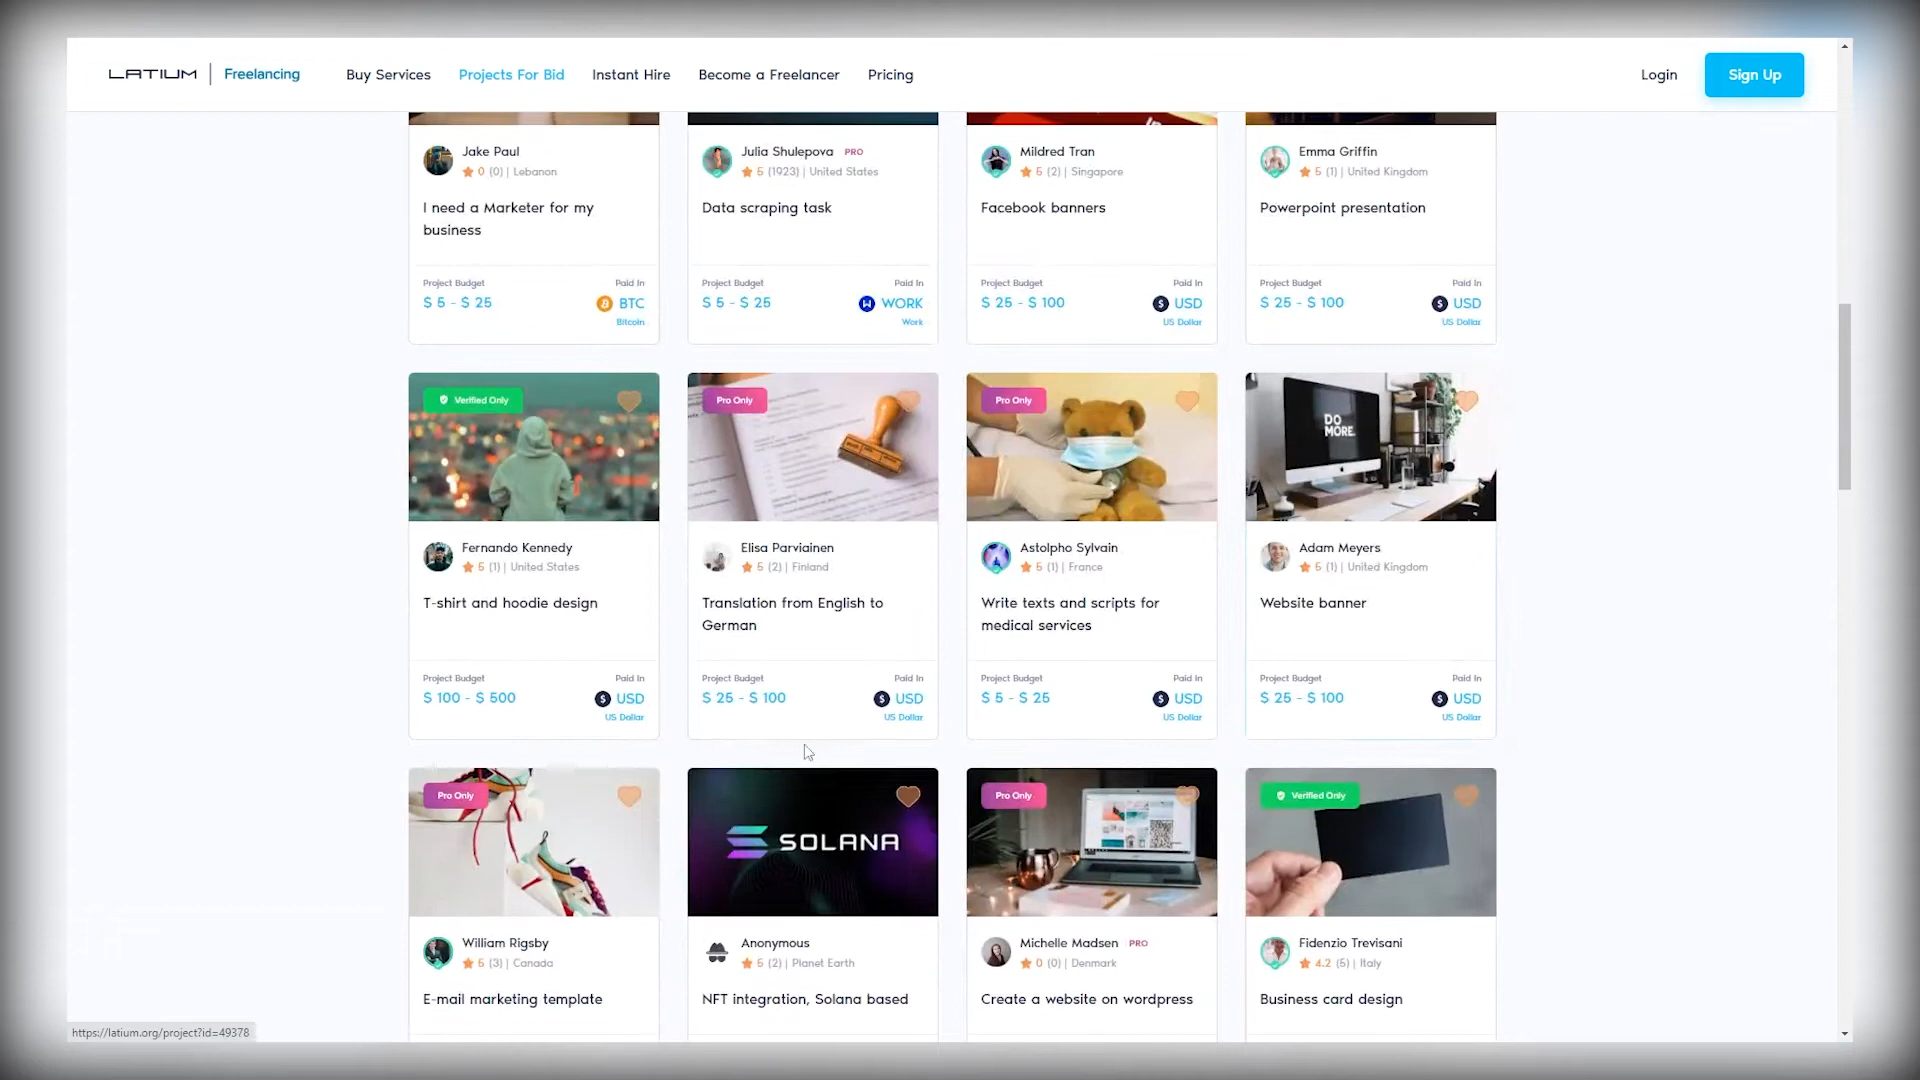 LATIUM | Freelancing Buy Services Projects For Bid Instant Hire Become a Freelancer Pricing Login Sign Up
Jake Paul
0 (0) | Lebanon
I need a Marketer for my
business
Project Budget Paid In
$ 5 - $ 25 BTC
Bitcoin
Julia Shulepova PRO
5 (1923) | United States
Data scraping task
Project Budget Paid In
$ 5 - $ 25 WORK
Work
Mildred Tran
5 (2) | Singapore
Facebook banners
Project Budget Paid In
$ 25 - $ 100 USD
US Dollar
Emma Griffin
5 (1) | United Kingdom
Powerpoint presentation
Project Budget Paid In
$ 25 - $ 100 USD
US Dollar
Verified Only
Fernando Kennedy
5 (1) | United States
T-shirt and hoodie design
Project Budget Paid In
$ 100 - $ 500 USD
US Dollar
Pro Only
Elisa Parviainen
5 (2) | Finland
Translation from English to
German
Project Budget Paid In
$ 25 - $ 100 USD
US Dollar
Pro Only
Astolpho Sylvain
5 (1) | France
Write texts and scripts for
medical services
Project Budget Paid In
$ 5 - $ 25 USD
US Dollar
DO
MORE.
Adam Meyers
5 (1) | United Kingdom
Website banner
Project Budget Paid In
$ 25 - $ 100 USD
US Dollar
Pro Only
William Rigsby
5 (3) | Canada
E-mail marketing template
SOLANA
Anonymous
5 (2) | Planet Earth
NFT integration, Solana based
Pro Only
Michelle Madsen PRO
0 (0) | Denmark
Create a website on wordpress
Verified Only
Fidenzio Trevisani
4.2 (5) | Italy
Business card design
https://latium.org/project?id=49378